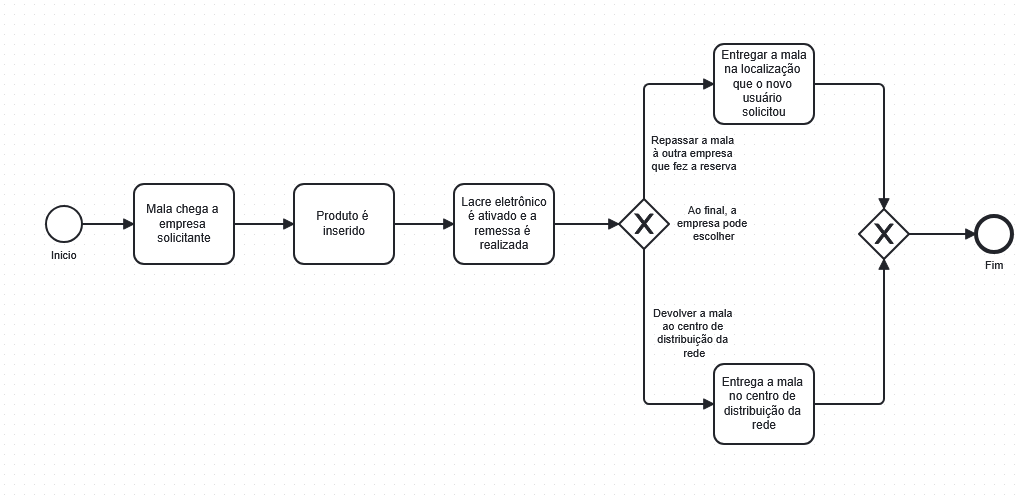 Início
Mala chega a
empresa
solicitante
Produto é
inserido
Lacre eletrônico
é ativado e a
remessa é
realizada
Ao final, a
empresa pode
escolher
Repassar a mala
à outra empresa
que fez a reserva
Entregar a mala
na localização
que o novo
usuário
solicitou
Devolver a mala
ao centro de
distribuição da
rede
Entrega a mala
no centro de
distribuição da
rede
Fim